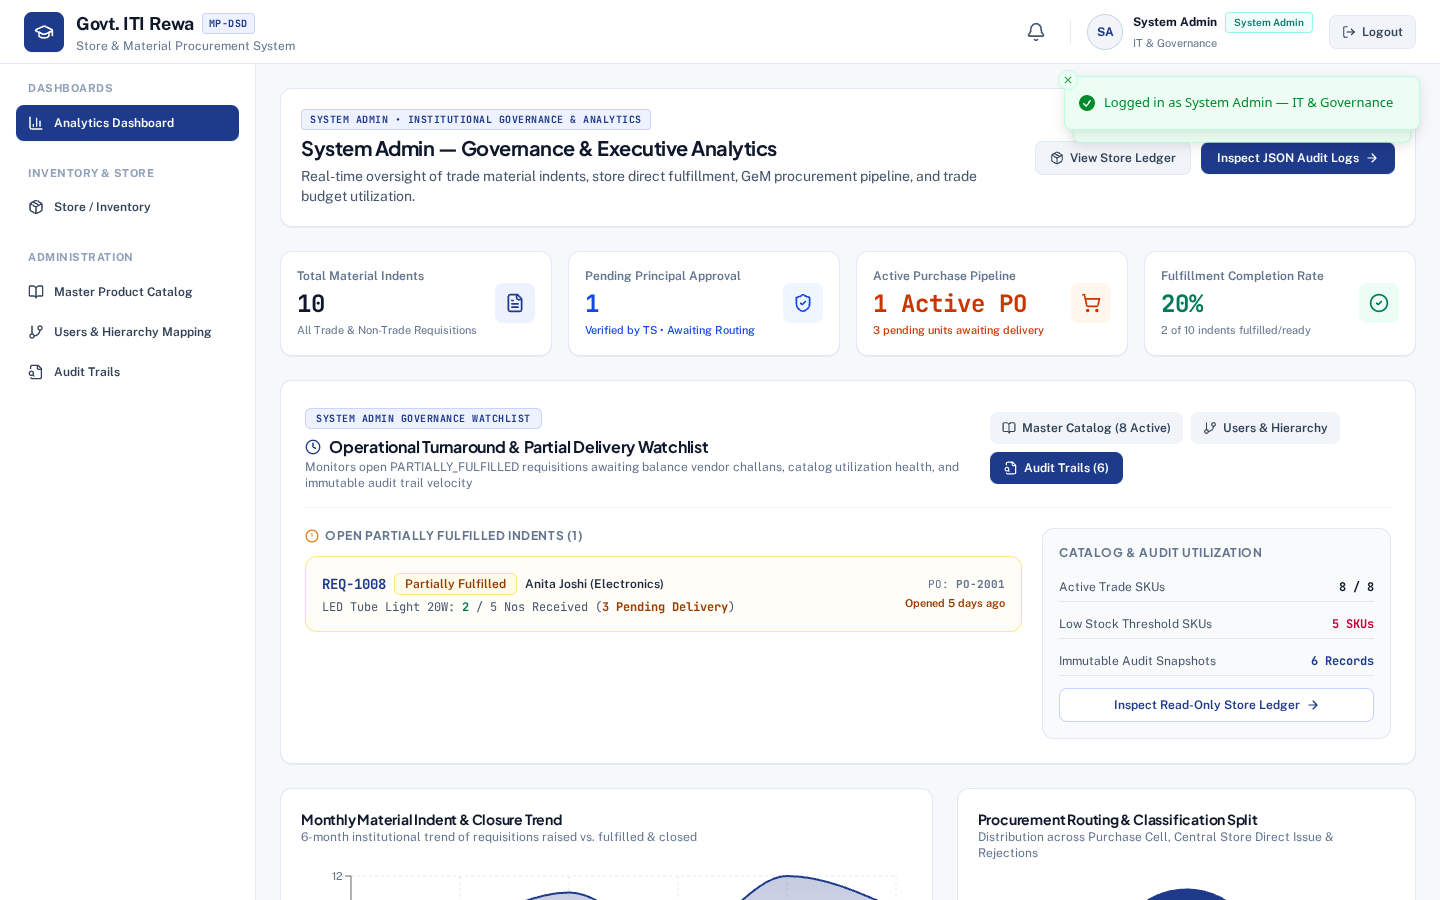 Govt. ITI Rewa
MP-DSD
Store & Material Procurement System
SA
System Admin
System Admin
IT & Governance
Logout
DASHBOARDS
Analytics Dashboard
INVENTORY & STORE
Store / Inventory
ADMINISTRATION
Master Product Catalog
Users & Hierarchy Mapping
Audit Trails
Logged in as System Admin — IT & Governance
SYSTEM ADMIN • INSTITUTIONAL GOVERNANCE & ANALYTICS
System Admin — Governance & Executive Analytics
Real-time oversight of trade material indents, store direct fulfillment, GeM procurement pipeline, and trade
budget utilization.
View Store Ledger
Inspect JSON Audit Logs
Total Material Indents
10
All Trade & Non-Trade Requisitions
Pending Principal Approval
1
Verified by TS • Awaiting Routing
Active Purchase Pipeline
1 Active PO
3 pending units awaiting delivery
Fulfillment Completion Rate
20%
2 of 10 indents fulfilled/ready
SYSTEM ADMIN GOVERNANCE WATCHLIST
Operational Turnaround & Partial Delivery Watchlist
Monitors open PARTIALLY_FULFILLED requisitions awaiting balance vendor challans, catalog utilization health, and
immutable audit trail velocity
Master Catalog (8 Active)
Users & Hierarchy
Audit Trails (6)
OPEN PARTIALLY FULFILLED INDENTS (1)
REQ-1008
Partially Fulfilled
Anita Joshi (Electronics)
PO: PO-2001
LED Tube Light 20W: 2 / 5 Nos Received (3 Pending Delivery)
Opened 5 days ago
CATALOG & AUDIT UTILIZATION
Active Trade SKUs
8 / 8
Low Stock Threshold SKUs
5 SKUs
Immutable Audit Snapshots
6 Records
Inspect Read-Only Store Ledger
Monthly Material Indent & Closure Trend
6-month institutional trend of requisitions raised vs. fulfilled & closed
12
Procurement Routing & Classification Split
Distribution across Purchase Cell, Central Store Direct Issue &
Rejections